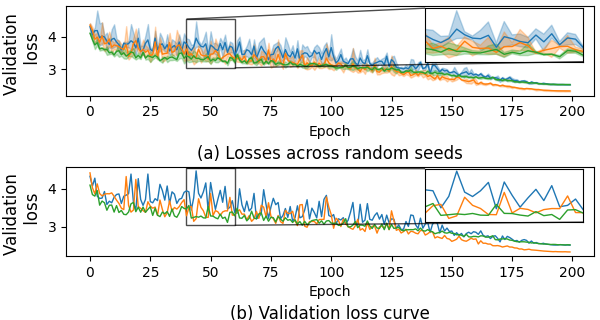 Validation
loss
4
3
0 25 50 75 100 125 150 175 200
Epoch
(a) Losses across random seeds
Validation
loss
4
3
0 25 50 75 100 125 150 175 200
Epoch
(b) Validation loss curve